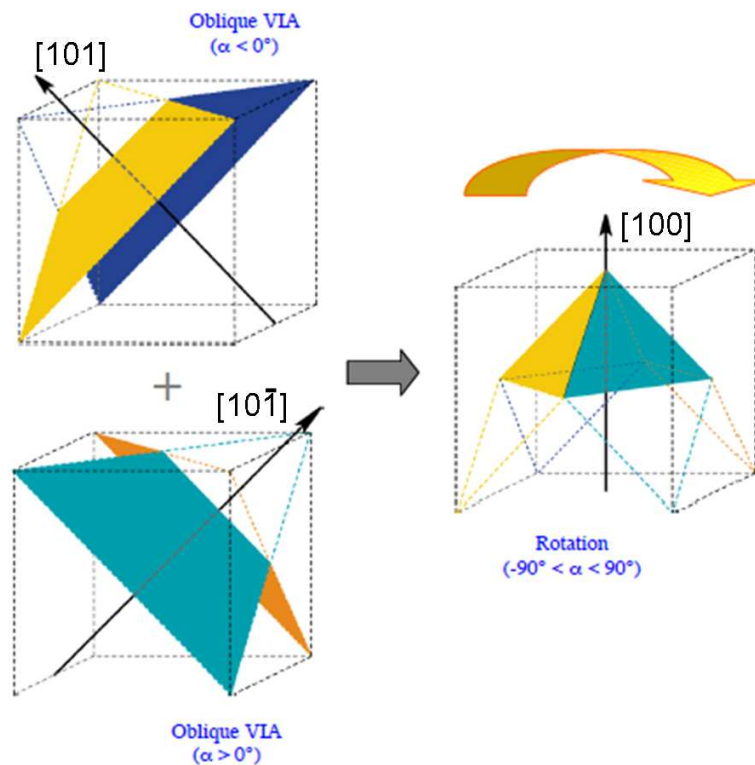 Oblique VIA
(α < 0°)
[101]
[100]
+
[101̄]
Rotation
(-90° < α < 90°)
Oblique VIA
(α > 0°)